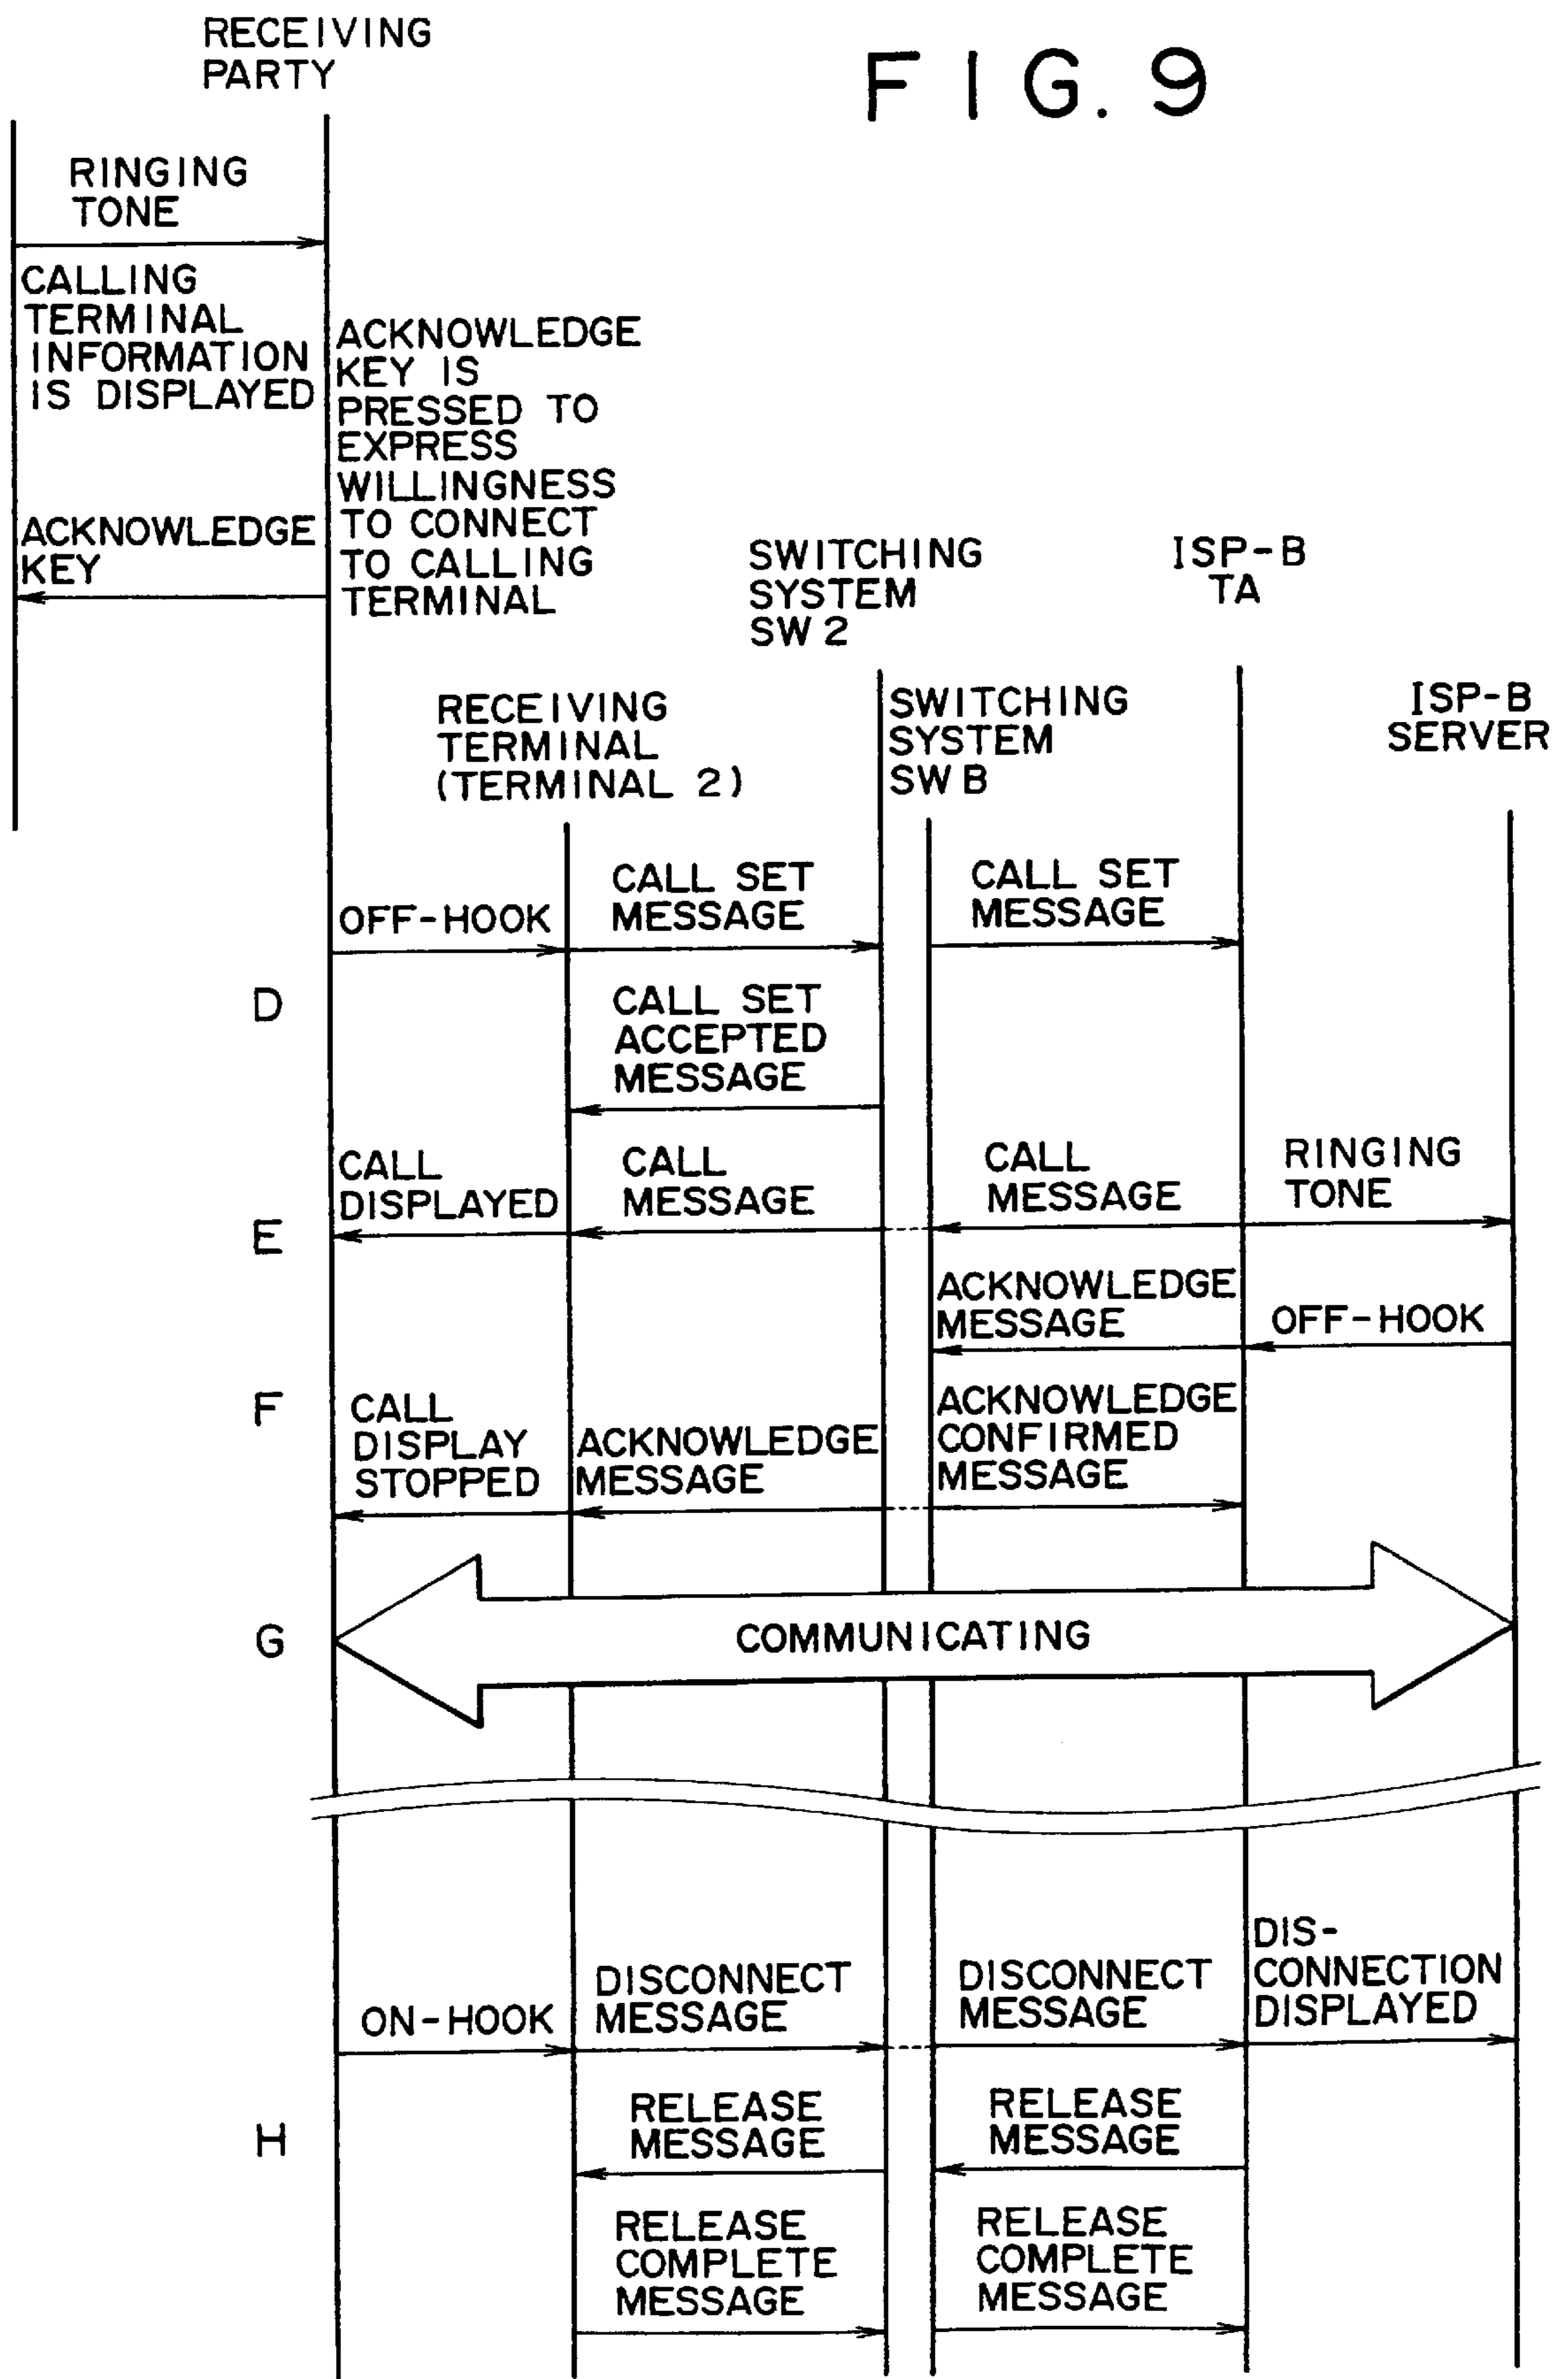 RECEIVING
PARTY
FIG. 9
RINGING
TONE
CALLING
TERMINAL
INFORMATION
IS DISPLAYED
ACKNOWLEDGE
KEY IS
PRESSED TO
EXPRESS
WILLINGNESS
TO CONNECT
TO CALLING
TERMINAL
ACKNOWLEDGE
KEY
SWITCHING
SYSTEM
SW2
ISP-B
TA
RECEIVING
TERMINAL
(TERMINAL 2)
SWITCHING
SYSTEM
SWB
ISP-B
SERVER
OFF-HOOK
CALL SET
MESSAGE
CALL SET
MESSAGE
D
CALL SET
ACCEPTED
MESSAGE
CALL
DISPLAYED
CALL
MESSAGE
CALL
MESSAGE
RINGING
TONE
E
ACKNOWLEDGE
MESSAGE
OFF-HOOK
F
CALL
DISPLAY
STOPPED
ACKNOWLEDGE
MESSAGE
ACKNOWLEDGE
CONFIRMED
MESSAGE
G
COMMUNICATING
ON-HOOK
DISCONNECT
MESSAGE
DISCONNECT
MESSAGE
DIS-
CONNECTION
DISPLAYED
H
RELEASE
MESSAGE
RELEASE
MESSAGE
RELEASE
COMPLETE
MESSAGE
RELEASE
COMPLETE
MESSAGE